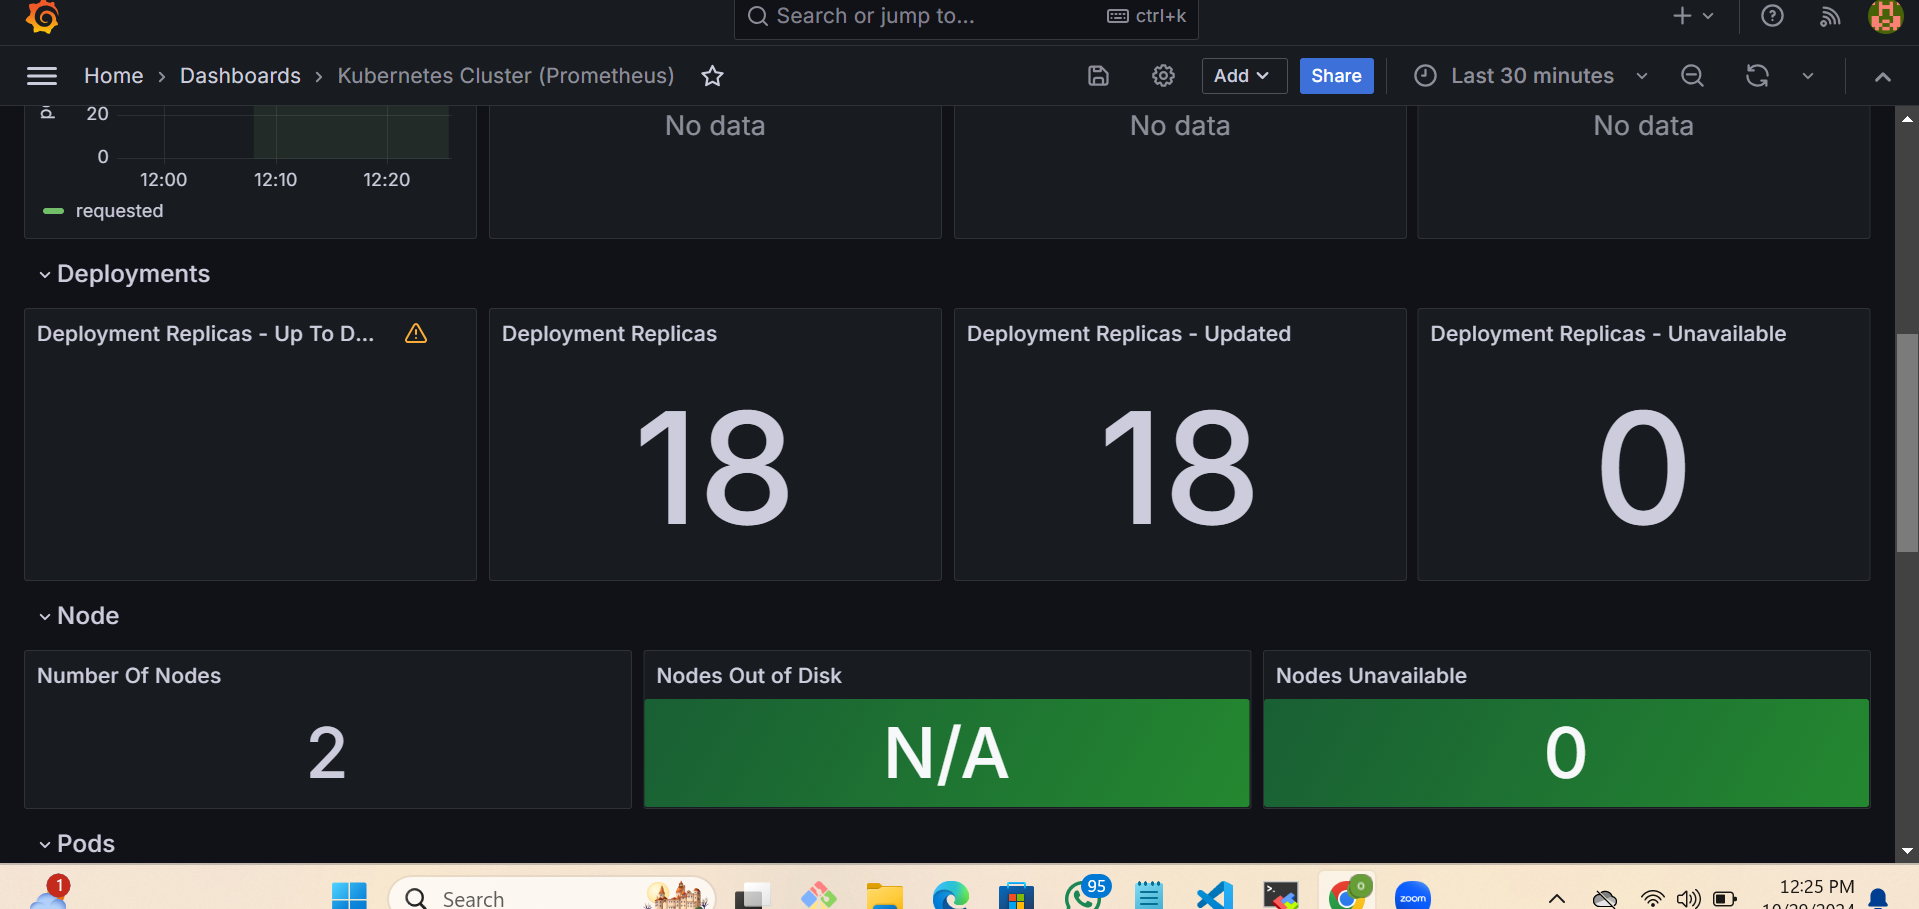 Search or jump to...
ctrl+k
Home
Dashboards
Kubernetes Cluster (Prometheus)
Add
Share
Last 30 minutes
20
0
12:00
12:10
12:20
requested
No data
No data
No data
Deployments
Deployment Replicas - Up To D...
Deployment Replicas
18
Deployment Replicas - Updated
18
Deployment Replicas - Unavailable
0
Node
Number Of Nodes
2
Nodes Out of Disk
N/A
Nodes Unavailable
0
Pods
1
Search
95
zoom
12:25 PM